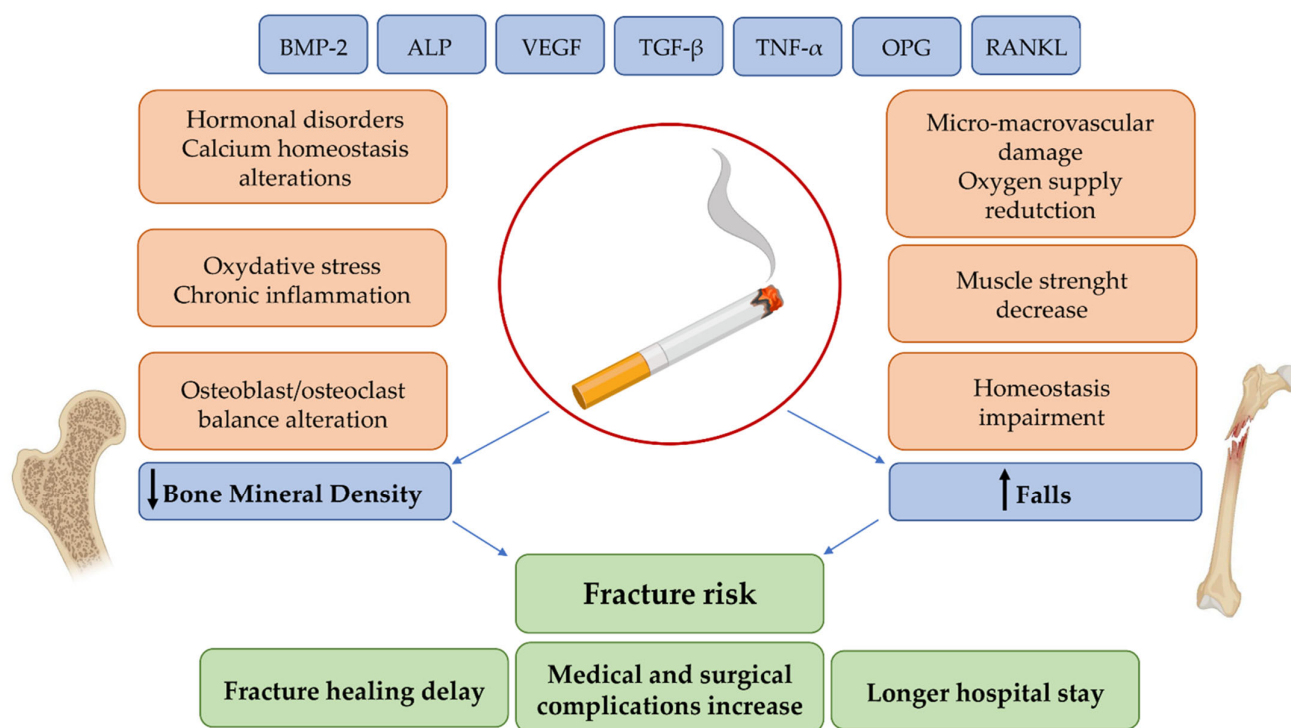 BMP-2
ALP
VEGF
TGF-β
TNF-α
OPG
RANKL
Hormonal disorders
Calcium homeostasis
alterations
Oxydative stress
Chronic inflammation
Osteoblast/osteoclast
balance alteration
Bone Mineral Density
Micro-macrovascular
damage
Oxygen supply
redutction
Muscle strenght
decrease
Homeostasis
impairment
Falls
Fracture risk
Fracture healing delay
Medical and surgical
complications increase
Longer hospital stay